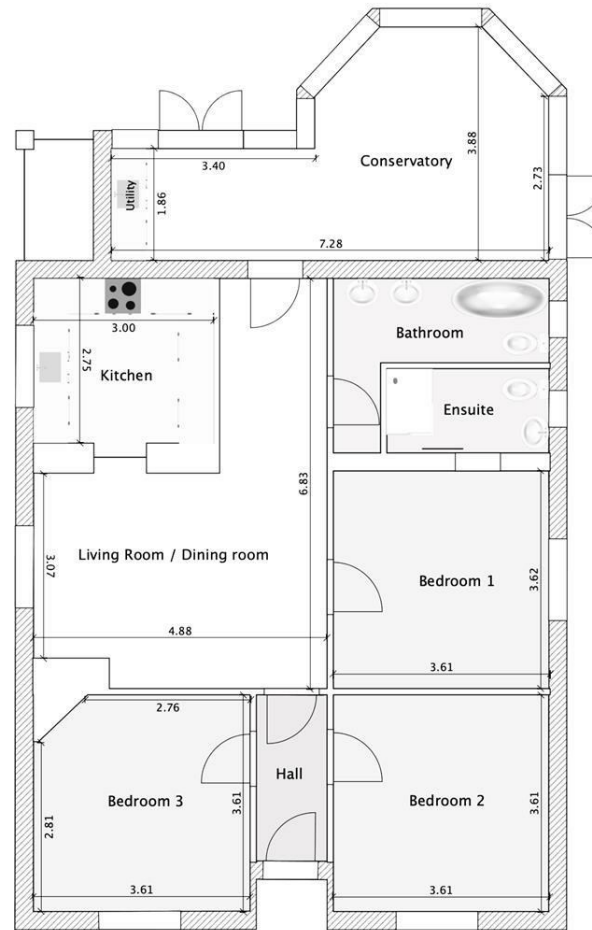 3.40
Conservatory
3.88
2.73
Utility
1.86
7.28
3.00
Bathroom
2.75
Kitchen
Ensuite
6.83
3.07
Living Room / Dining room
Bedroom 1
3.62
4.88
3.61
2.76
Hall
Bedroom 3
3.61
Bedroom 2
3.61
2.81
3.61
3.61